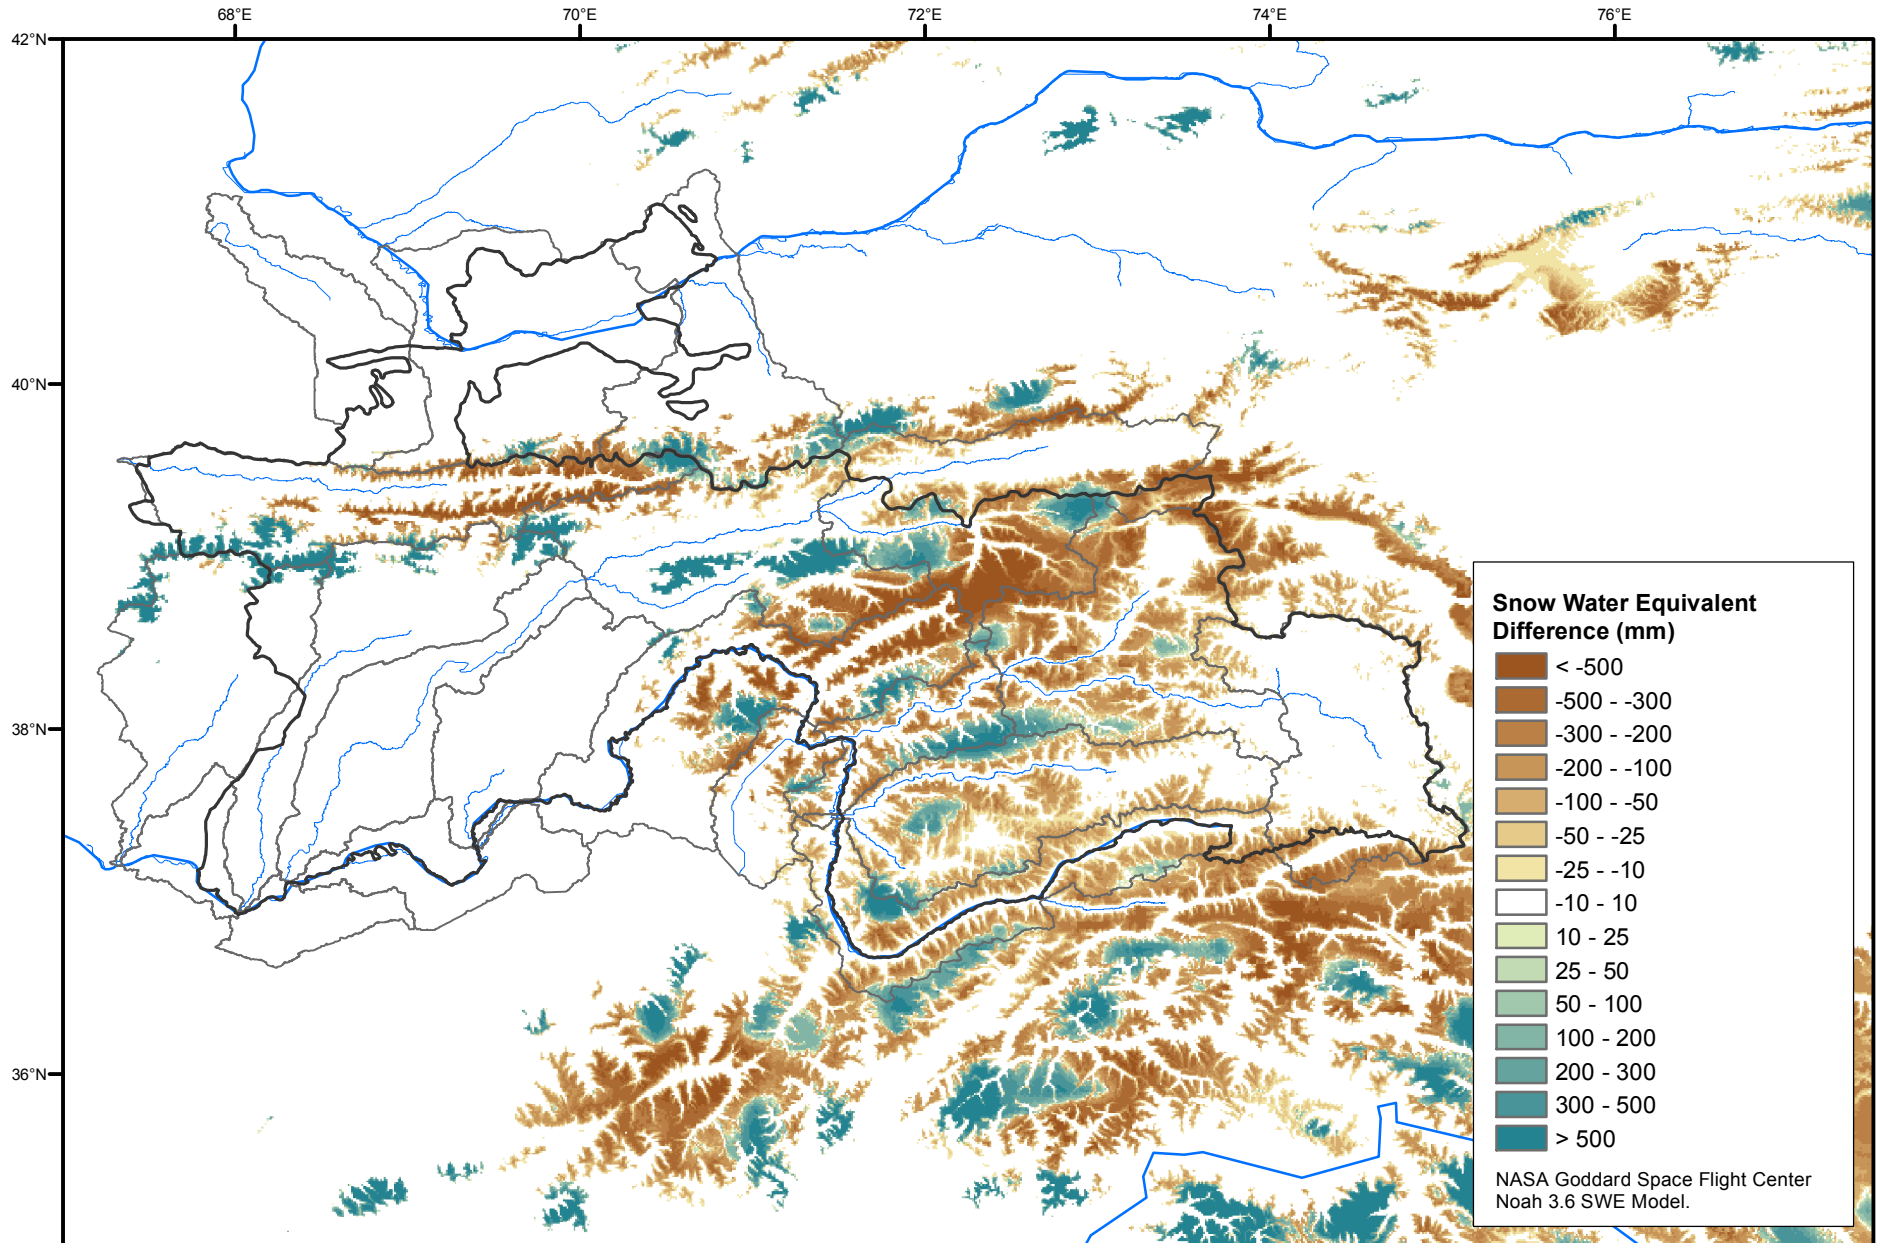 68°E
70°E
72°E
74°E
76°E
42°N
40°N
38°N
36°N
Snow Water Equivalent
Difference (mm)
< -500
-500 - -300
-300 - -200
-200 - -100
-100 - -50
-50 - -25
-25 - -10
-10 - 10
10 - 25
25 - 50
50 - 100
100 - 200
200 - 300
300 - 500
> 500
NASA Goddard Space Flight Center
Noah 3.6 SWE Model.